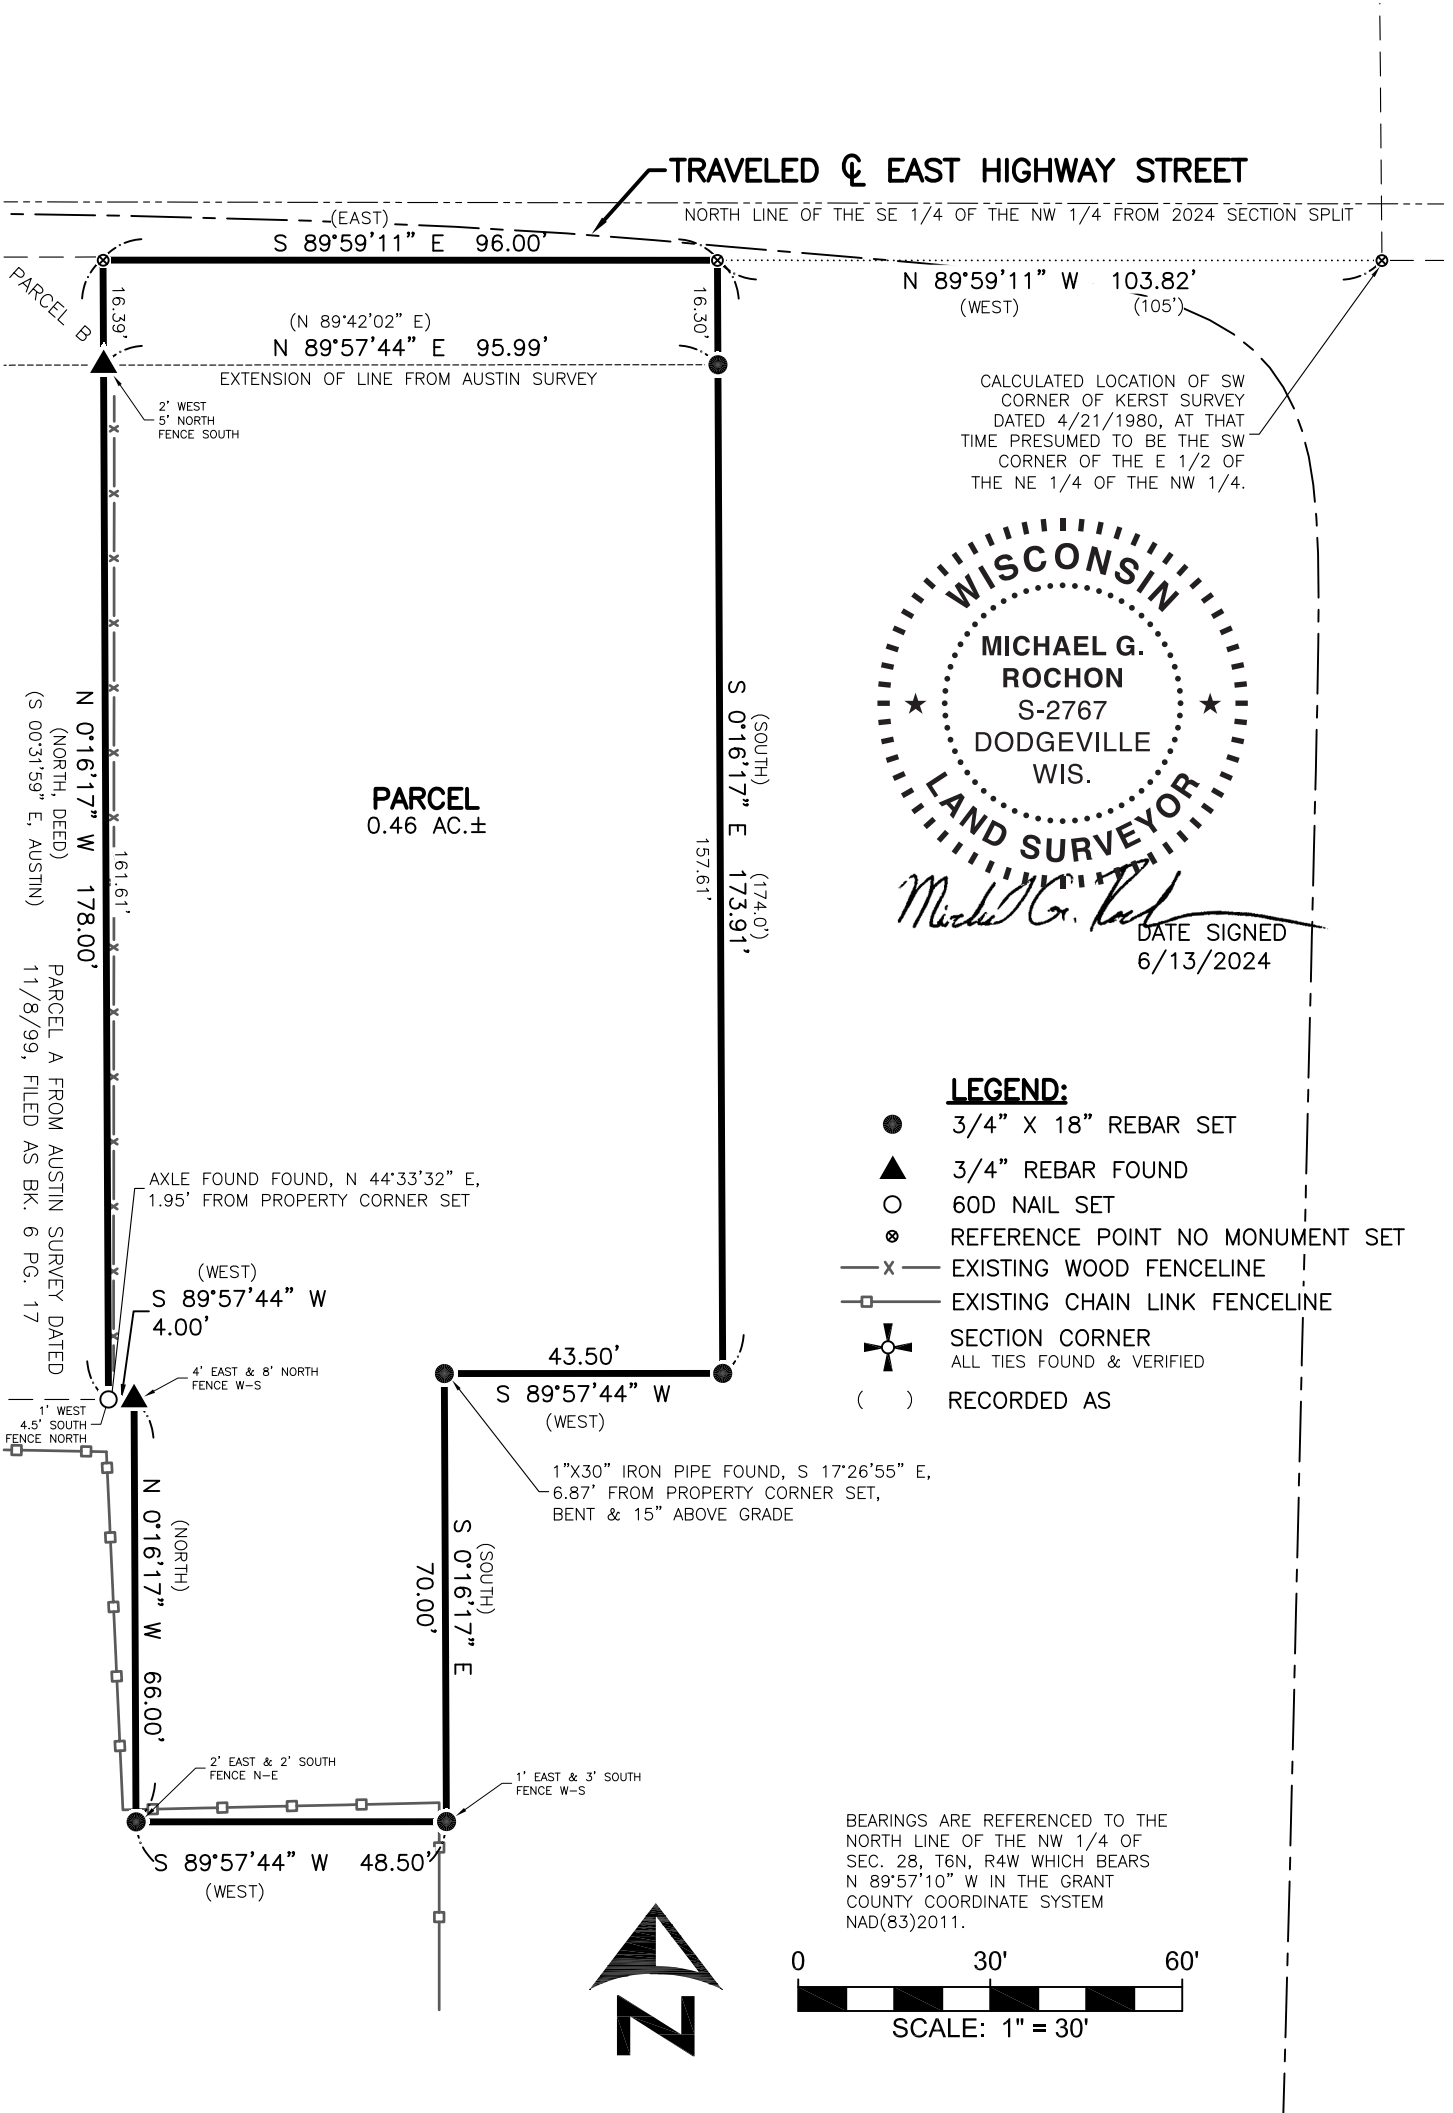 TRAVELED ℄ EAST HIGHWAY STREET
NORTH LINE OF THE SE 1/4 OF THE NW 1/4 FROM 2024 SECTION SPLIT
(EAST)
S 89°59'11" E 96.00'
N 89°59'11" W 103.82'
(WEST) (105')
PARCEL B
16.39'
16.30'
(N 89°42'02" E)
N 89°57'44" E 95.99'
EXTENSION OF LINE FROM AUSTIN SURVEY
2' WEST
5' NORTH
FENCE SOUTH
CALCULATED LOCATION OF SW
CORNER OF KERST SURVEY
DATED 4/21/1980, AT THAT
TIME PRESUMED TO BE THE SW
CORNER OF THE E 1/2 OF
THE NE 1/4 OF THE NW 1/4.
WISCONSIN
MICHAEL G.
ROCHON
S-2767
DODGEVILLE
WIS.
LAND SURVEYOR
DATE SIGNED
6/13/2024
N 0°16'17" W 178.00'
(NORTH, DEED)
(S 00°31'59" E, AUSTIN)
161.61'
PARCEL
0.46 AC.±
(SOUTH) (174.0')
S 0°16'17" E 173.91'
157.61'
PARCEL A FROM AUSTIN SURVEY DATED
11/8/99, FILED AS BK. 6 PG. 17
LEGEND:
3/4" X 18" REBAR SET
3/4" REBAR FOUND
60D NAIL SET
REFERENCE POINT NO MONUMENT SET
EXISTING WOOD FENCELINE
EXISTING CHAIN LINK FENCELINE
SECTION CORNER
ALL TIES FOUND & VERIFIED
( ) RECORDED AS
AXLE FOUND FOUND, N 44°33'32" E,
1.95' FROM PROPERTY CORNER SET
(WEST)
S 89°57'44" W
4.00'
4' EAST & 8' NORTH
FENCE W-S
1' WEST
4.5' SOUTH
FENCE NORTH
43.50'
S 89°57'44" W
(WEST)
1"X30" IRON PIPE FOUND, S 17°26'55" E,
6.87' FROM PROPERTY CORNER SET,
BENT & 15" ABOVE GRADE
(NORTH)
N 0°16'17" W 66.00'
(SOUTH)
S 0°16'17" E
70.00'
2' EAST & 2' SOUTH
FENCE N-E
1' EAST & 3' SOUTH
FENCE W-S
S 89°57'44" W 48.50'
(WEST)
BEARINGS ARE REFERENCED TO THE
NORTH LINE OF THE NW 1/4 OF
SEC. 28, T6N, R4W WHICH BEARS
N 89°57'10" W IN THE GRANT
COUNTY COORDINATE SYSTEM
NAD(83)2011.
N
0 30' 60'
SCALE: 1" = 30'